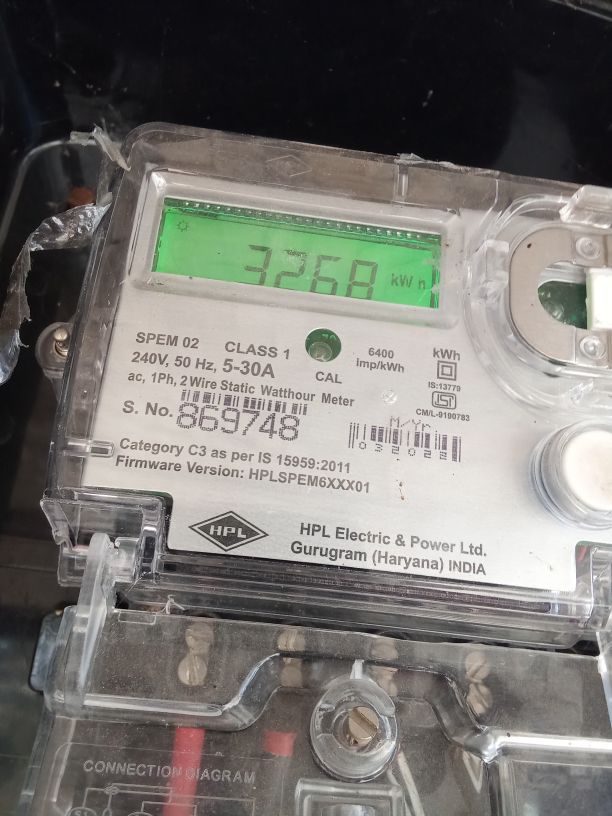 3268 kWh
SPEM 02 CLASS 1
240V, 50 Hz, 5-30A
ac, 1Ph, 2 Wire Static Watthour Meter
CAL
6400
imp/kWh
kWh
IS:13779
ISI
CM/L-9190783
S. No. 869748
M/Yr.
Category C3 as per IS 15959:2011
Firmware Version: HPLSPEM6XXX01
HPL
HPL Electric & Power Ltd.
Gurugram (Haryana) INDIA
CONNECTION DIAGRAM